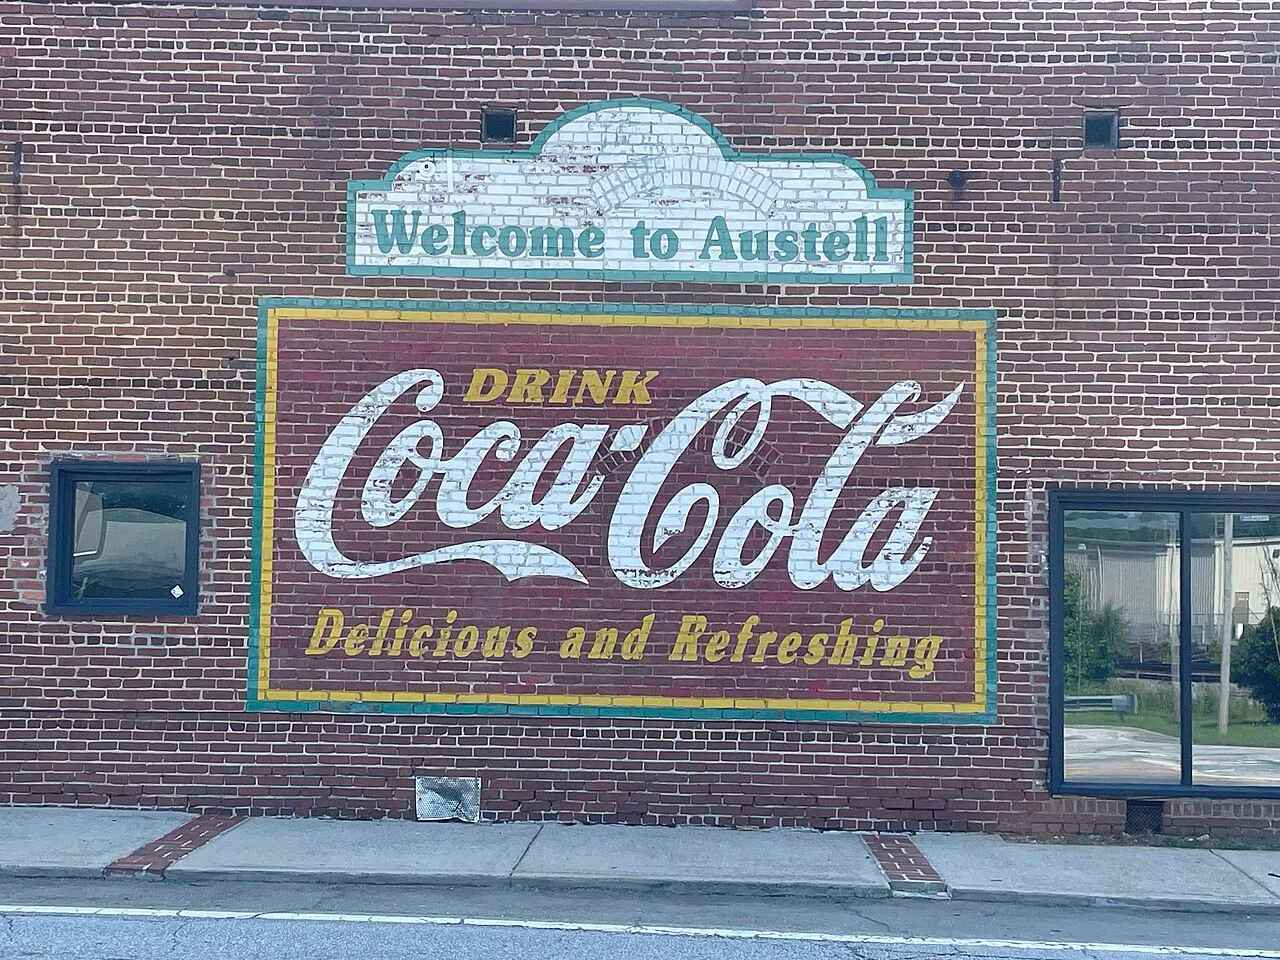 Welcome to Austell
DRINK
Coca-Cola
Delicious and Refreshing